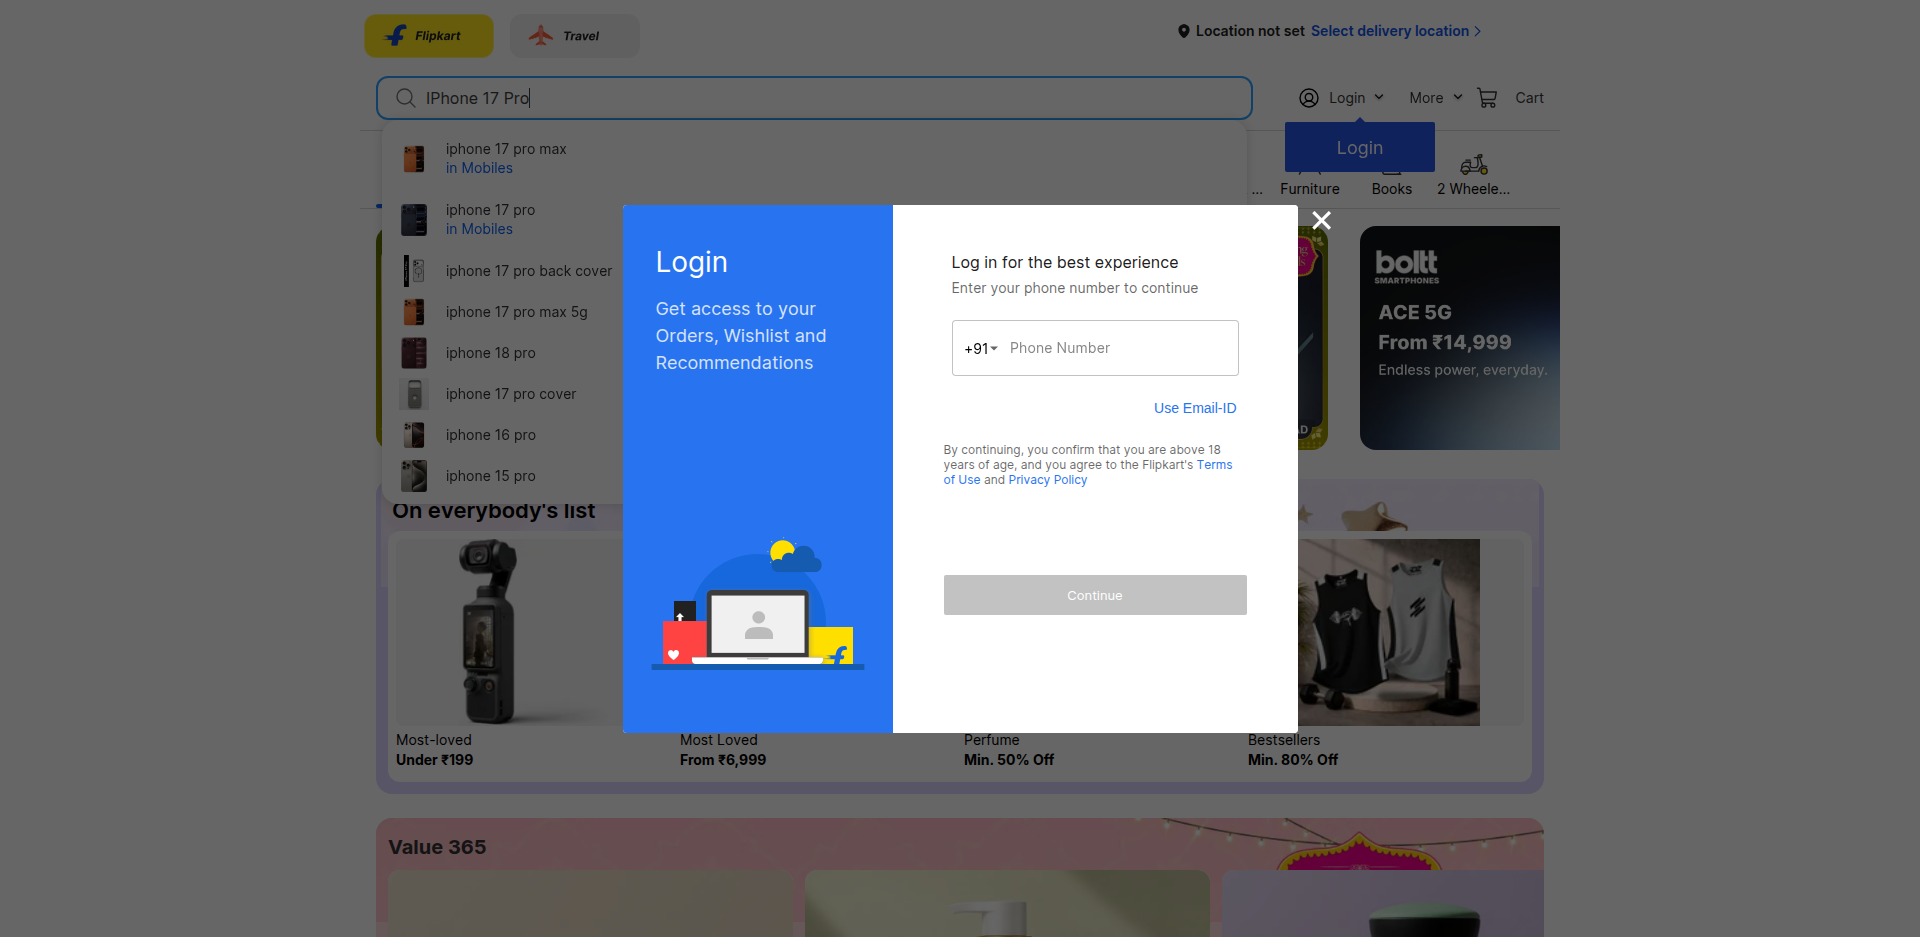 Flipkart
Travel
Location not set Select delivery location
IPhone 17 Pro
Login
More
Cart
Login
iphone 17 pro max
in Mobiles
iphone 17 pro
in Mobiles
iphone 17 pro back cover
iphone 17 pro max 5g
iphone 18 pro
iphone 17 pro cover
iphone 16 pro
iphone 15 pro
...
Furniture
Books
2 Wheele...
Login
Get access to your
Orders, Wishlist and
Recommendations
Log in for the best experience
Enter your phone number to continue
+91
Phone Number
Use Email-ID
By continuing, you confirm that you are above 18
years of age, and you agree to the Flipkart's Terms
of Use and Privacy Policy
Continue
boltt
SMARTPHONES
ACE 5G
From ₹14,999
Endless power, everyday.
On everybody's list
Most-loved
Under ₹199
Most Loved
From ₹6,999
Perfume
Min. 50% Off
Bestsellers
Min. 80% Off
Value 365